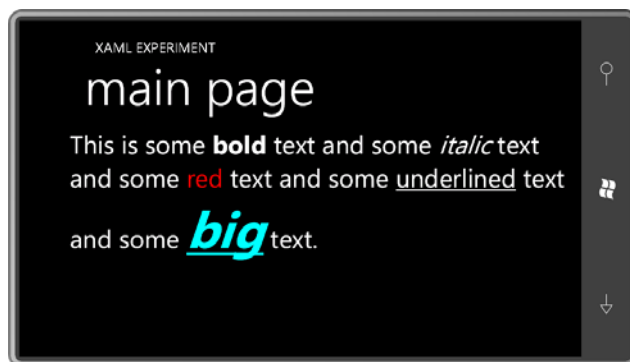 XAML EXPERIMENT
main page
This is some bold text and some italic text
and some red text and some underlined text
and some big text.